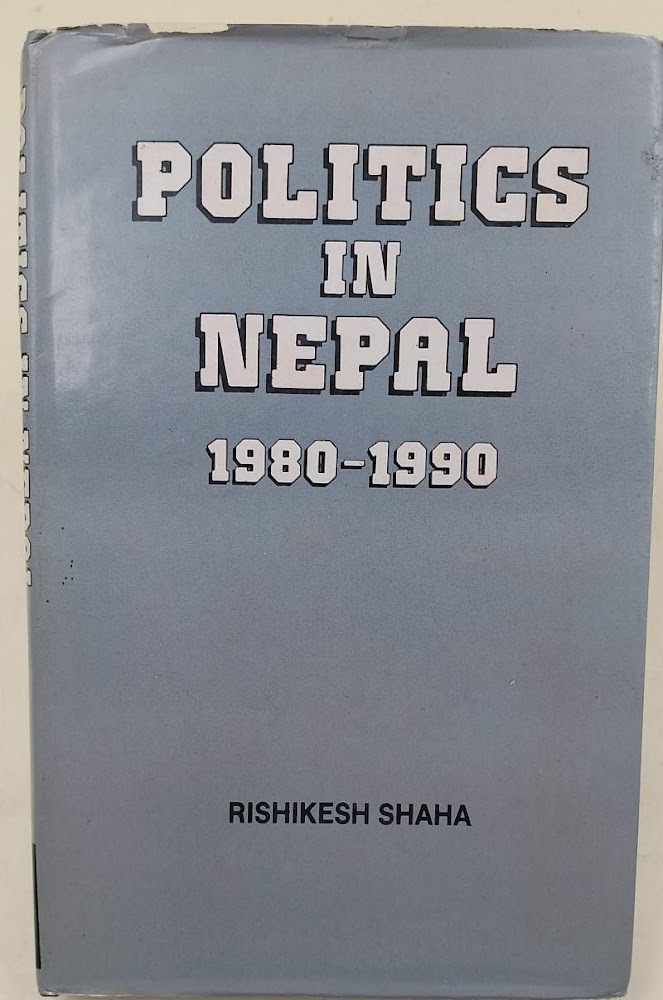 POLITICS
IN
NEPAL
1980-1990
RISHIKESH SHAHA